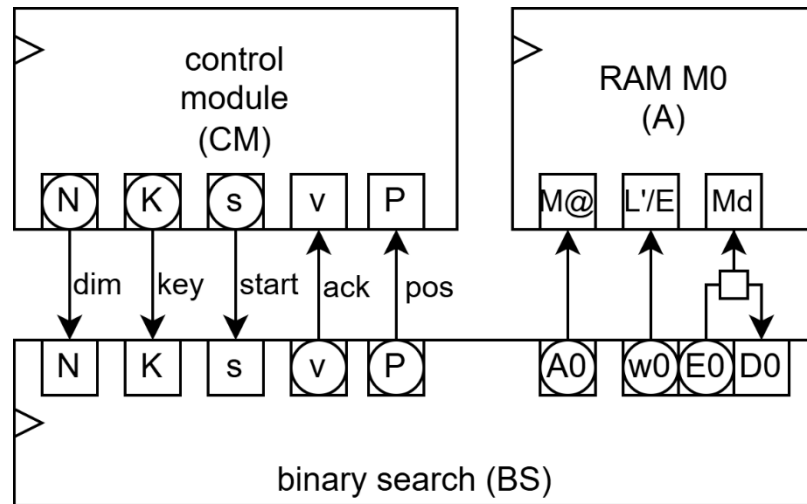 control
module
(CM)
RAM M0
(A)
N K s v P
M@ L'/E Md
dim key start ack pos
N K s v P
A0 w0 E0 D0
binary search (BS)